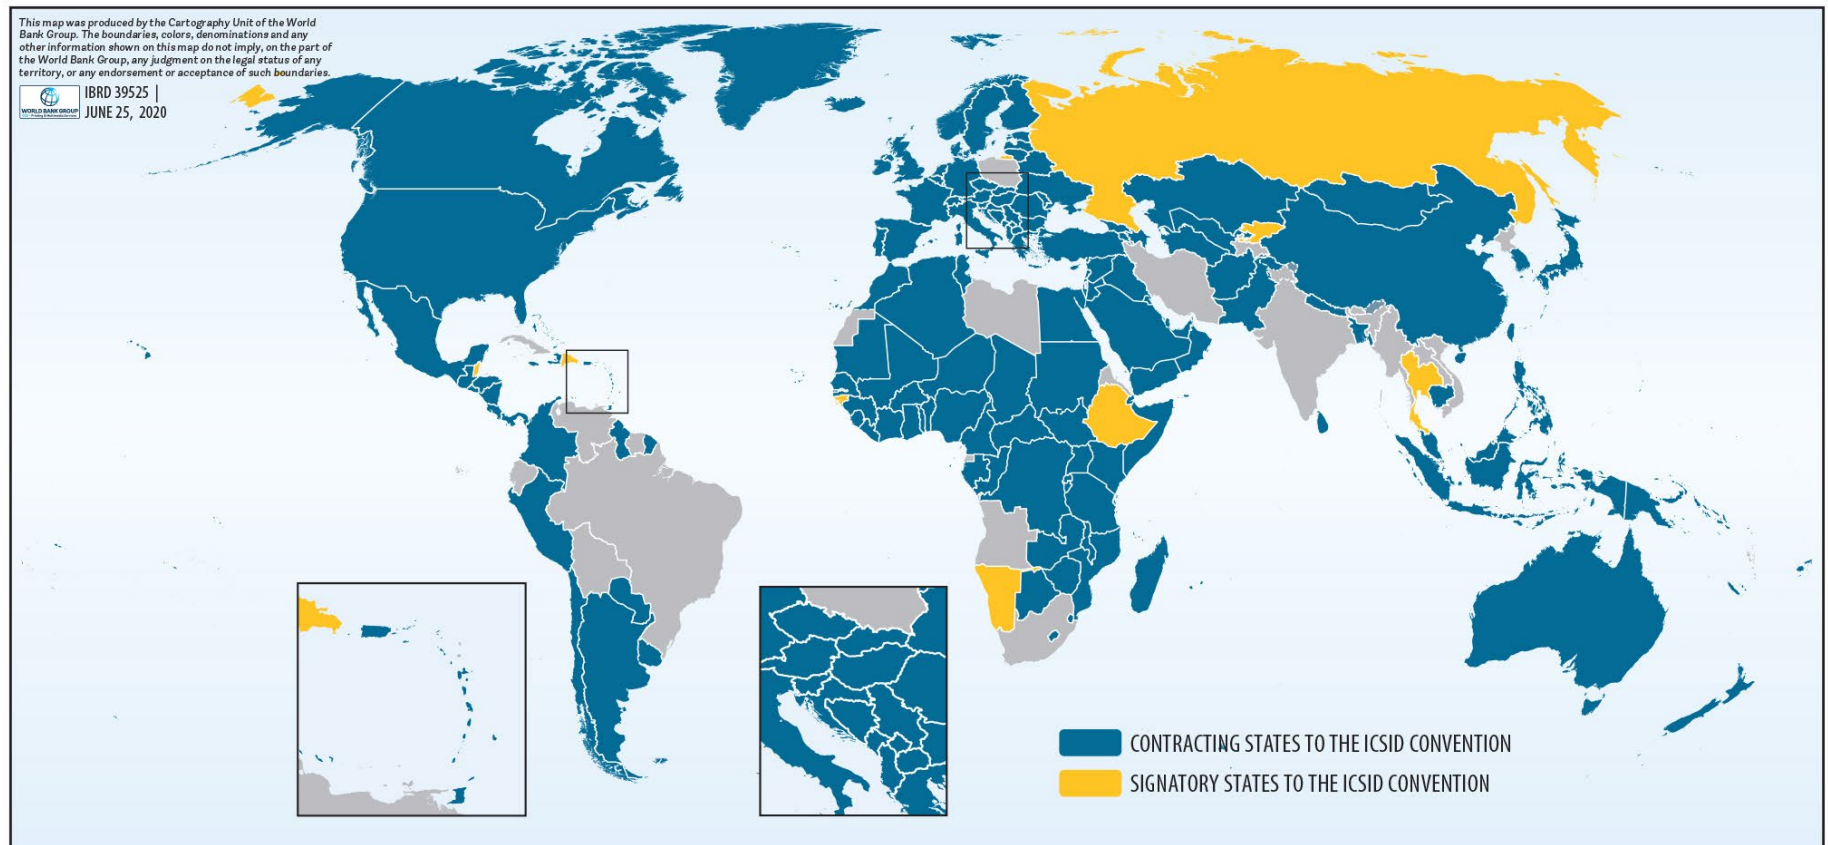 This map was produced by the Cartography Unit of the World
Bank Group. The boundaries, colors, denominations and any
other information shown on this map do not imply, on the part of
the World Bank Group, any judgment on the legal status of any
territory, or any endorsement or acceptance of such boundaries.
WORLD BANK GROUP
IBRD 39525 |
JUNE 25, 2020
CONTRACTING STATES TO THE ICSID CONVENTION
SIGNATORY STATES TO THE ICSID CONVENTION